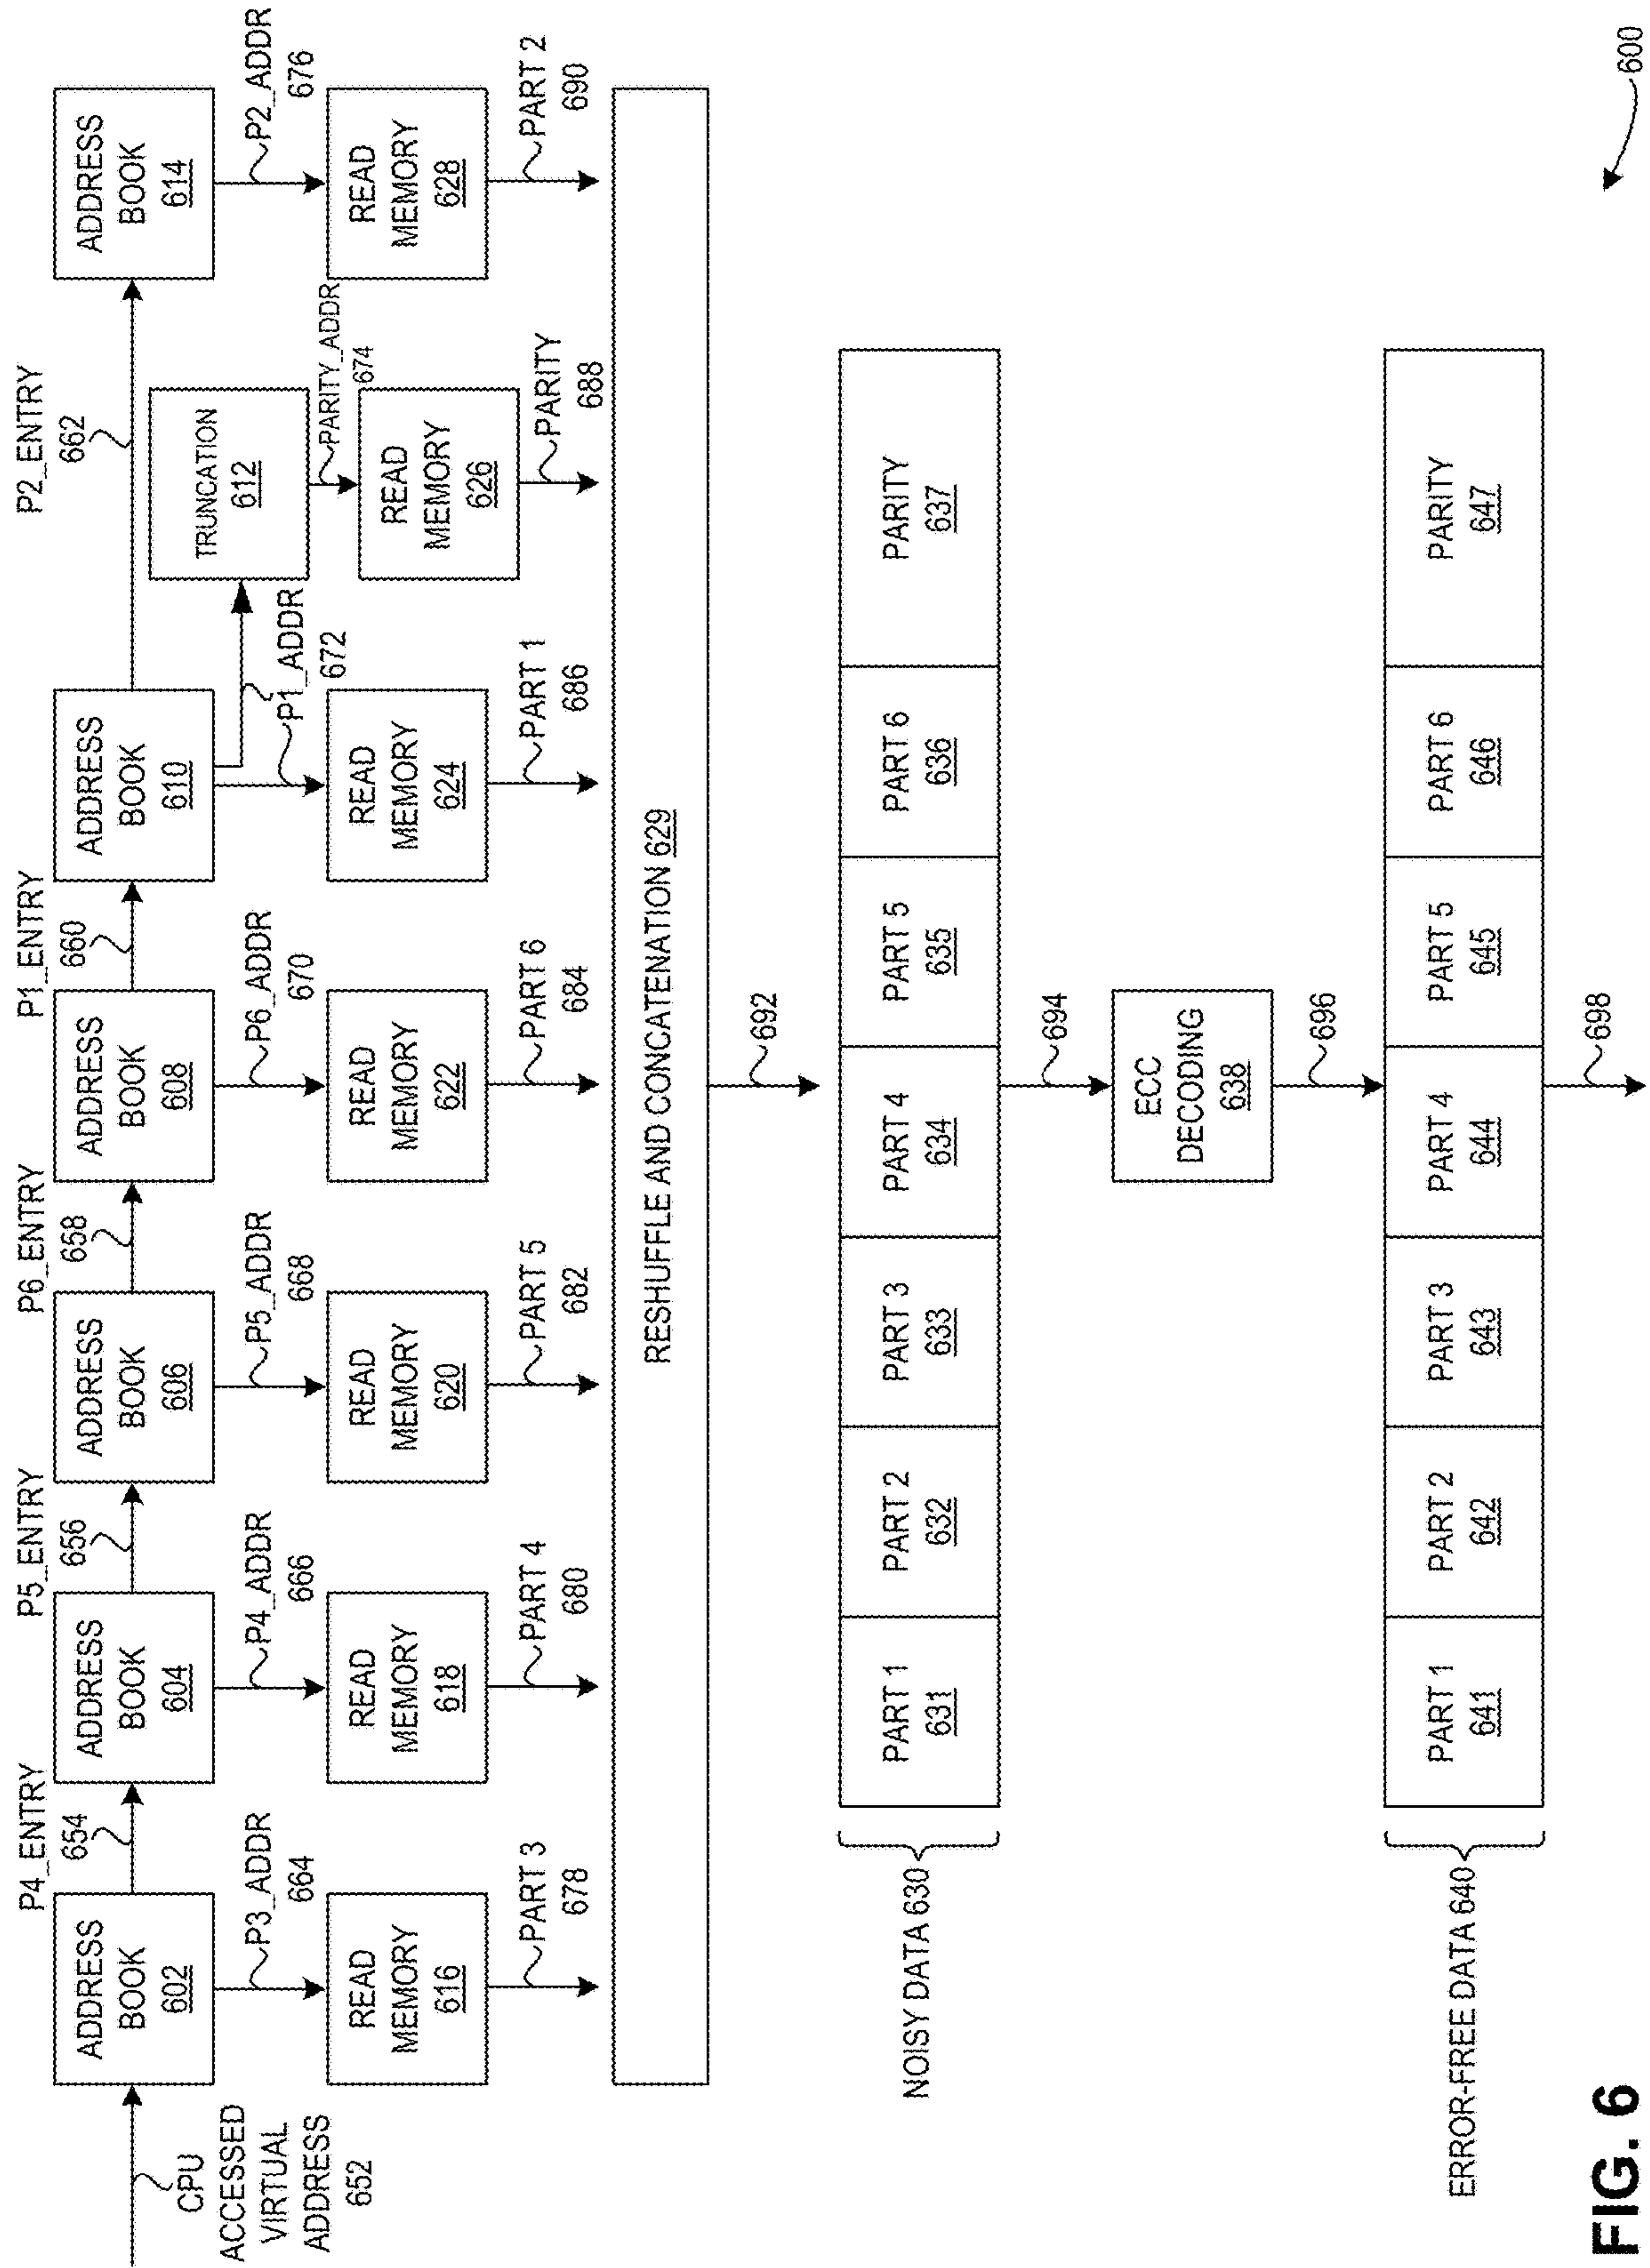 CPU
ACCESSED
VIRTUAL
ADDRESS
652
ADDRESS
BOOK
602
P4_ENTRY
654
ADDRESS
BOOK
604
P5_ENTRY
656
ADDRESS
BOOK
606
P6_ENTRY
658
ADDRESS
BOOK
608
P1_ENTRY
660
ADDRESS
BOOK
610
P2_ENTRY
662
ADDRESS
BOOK
614
TRUNCATION
612
P3_ADDR
664
P4_ADDR
666
P5_ADDR
668
P6_ADDR
670
P1_ADDR
672
PARITY_ADDR
674
P2_ADDR
676
READ
MEMORY
616
READ
MEMORY
618
READ
MEMORY
620
READ
MEMORY
622
READ
MEMORY
624
READ
MEMORY
626
READ
MEMORY
628
PART 3
678
PART 4
680
PART 5
682
PART 6
684
PART 1
686
PARITY
688
PART 2
690
RESHUFFLE AND CONCATENATION 629
692
NOISY DATA 630
PART 1
631
PART 2
632
PART 3
633
PART 4
634
PART 5
635
PART 6
636
PARITY
637
694
ECC
DECODING
638
696
ERROR-FREE DATA 640
PART 1
641
PART 2
642
PART 3
643
PART 4
644
PART 5
645
PART 6
646
PARITY
647
698
600
FIG. 6